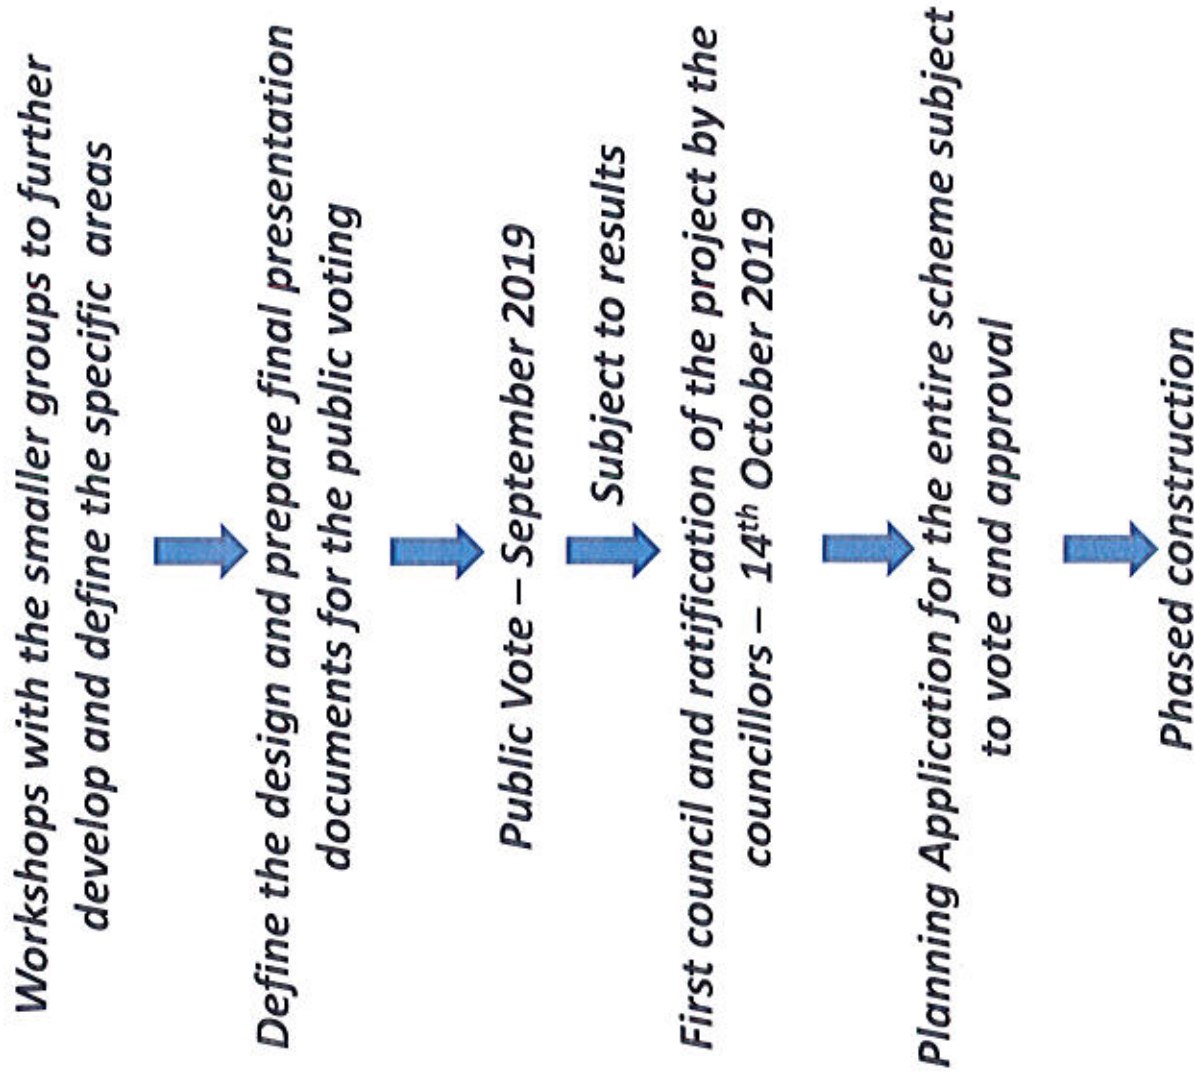 Workshops with the smaller groups to further
develop and define the specific areas
Define the design and prepare final presentation
documents for the public voting
Public Vote – September 2019
Subject to results
First council and ratification of the project by the
councillors – 14th October 2019
Planning Application for the entire scheme subject
to vote and approval
Phased construction